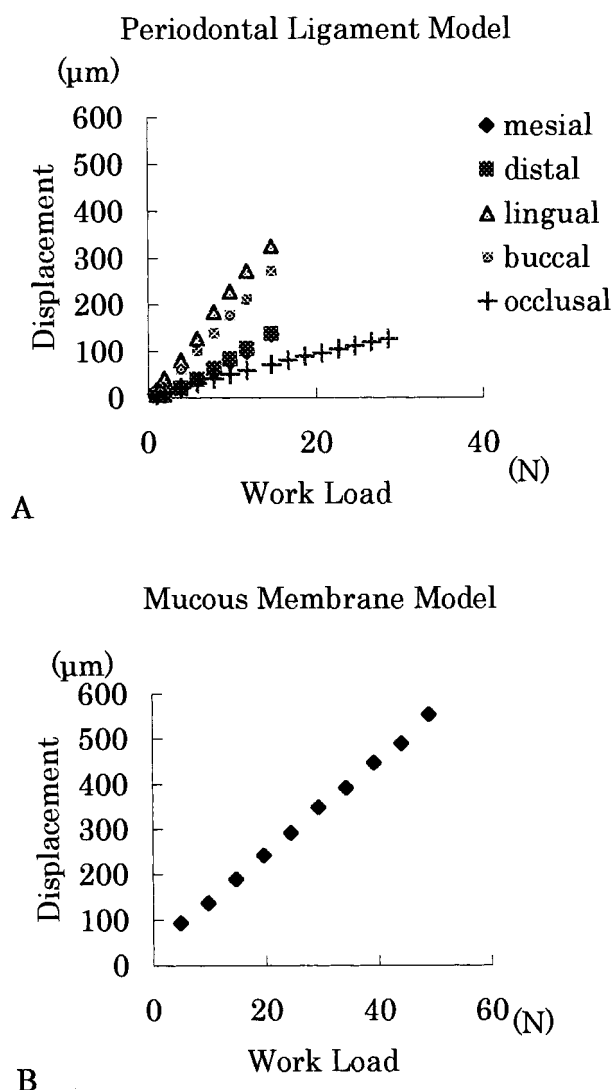 Periodontal Ligament Model
(μm)
600
500
400
300
200
100
0
Displacement
0
20
40
(N)
Work Load
mesial
distal
lingual
buccal
occlusal
A
Mucous Membrane Model
(μm)
600
500
400
300
200
100
0
Displacement
0
20
40
60
(N)
Work Load
B